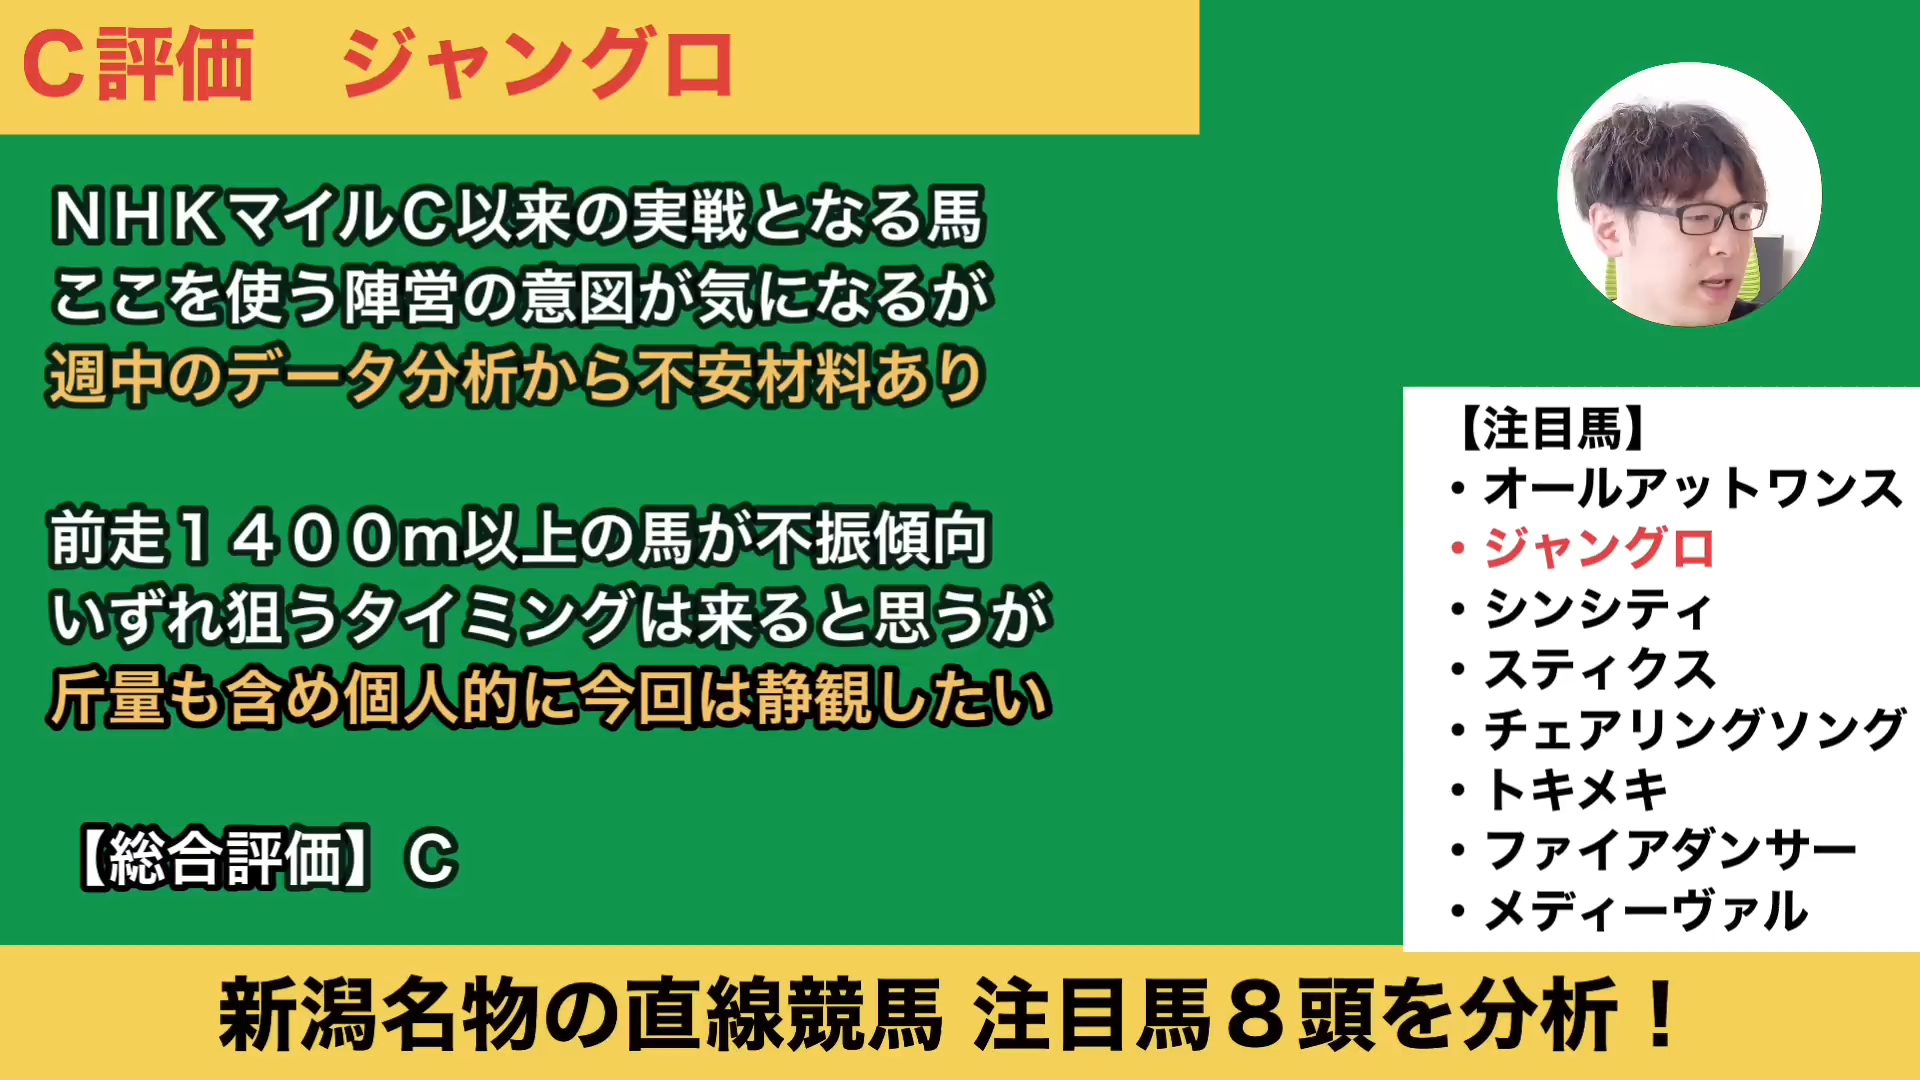 Ｃ評価　ジャングロ
ＮＨＫマイルＣ以来の実戦となる馬
ここを使う陣営の意図が気になるが
週中のデータ分析から不安材料あり
前走１４００ｍ以上の馬が不振傾向
いずれ狙うタイミングは来ると思うが
斤量も含め個人的に今回は静観したい
【総合評価】Ｃ
【注目馬】
・オールアットワンス
・ジャングロ
・シンシティ
・スティクス
・チェアリングソング
・トキメキ
・ファイアダンサー
・メディーヴァル
新潟名物の直線競馬 注目馬８頭を分析！